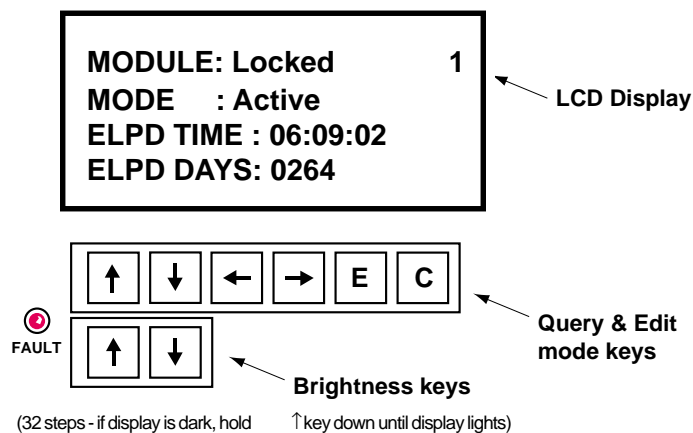 MODULE: Locked 1
MODE : Active
ELPD TIME : 06:09:02
ELPD DAYS: 0264
LCD Display
↑ ↓ ← → E C
Query & Edit
mode keys
FAULT
↑ ↓
Brightness keys
(32 steps - if display is dark, hold ↑ key down until display lights)